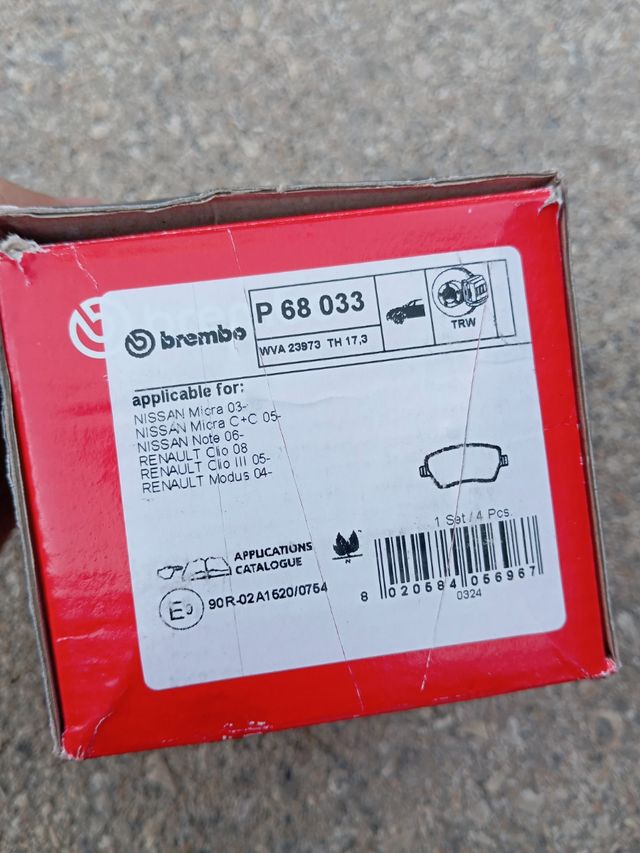 brembo
P 68 033
WVA 23973 TH 17,3
TRW
applicable for:
NISSAN Micra 03-
NISSAN Micra C+C 05-
NISSAN Note 06-
RENAULT Clio 08
RENAULT Clio III 05-
RENAULT Modus 04-
1 Set / 4 Pcs.
APPLICATIONS
CATALOGUE
N
90R-02A1520/0754
8 020584 056967
0324